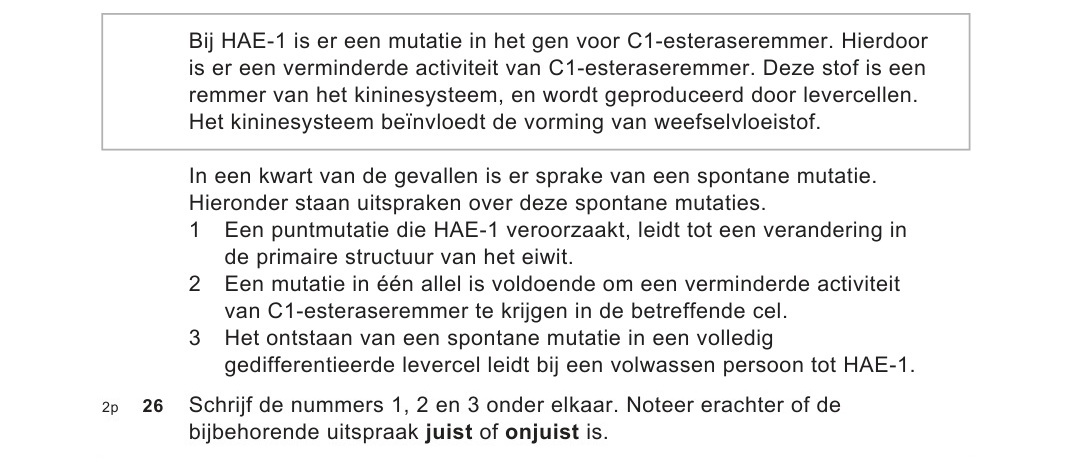 Bij HAE-1 is er een mutatie in het gen voor C1-esteraseremmer. Hierdoor
is er een verminderde activiteit van C1-esteraseremmer. Deze stof is een
remmer van het kininesysteem, en wordt geproduceerd door levercellen.
Het kininesysteem beïnvloedt de vorming van weefselvloeistof.
In een kwart van de gevallen is er sprake van een spontane mutatie.
Hieronder staan uitspraken over deze spontane mutaties.
1 Een puntmutatie die HAE-1 veroorzaakt, leidt tot een verandering in
de primaire structuur van het eiwit.
2 Een mutatie in één allel is voldoende om een verminderde activiteit
van C1-esteraseremmer te krijgen in de betreffende cel.
3 Het ontstaan van een spontane mutatie in een volledig
gedifferentieerde levercel leidt bij een volwassen persoon tot HAE-1.
2p 26 Schrijf de nummers 1, 2 en 3 onder elkaar. Noteer erachter of de
bijbehorende uitspraak juist of onjuist is.